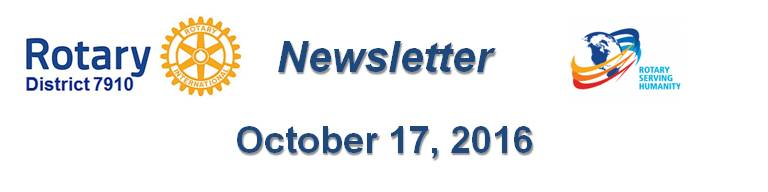 Rotary
District 7910
ROTARY
INTERNATIONAL
Newsletter
ROTARY
SERVING
HUMANITY
October 17, 2016